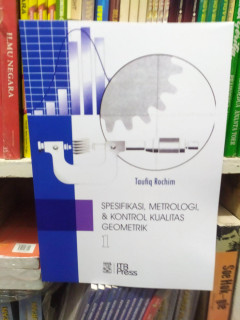 ILMU NEGARA
Taufiq Rochim
SPESIFIKASI, METROLOGI,
& KONTROL KUALITAS
GEOMETRIK
1
ITB
Press